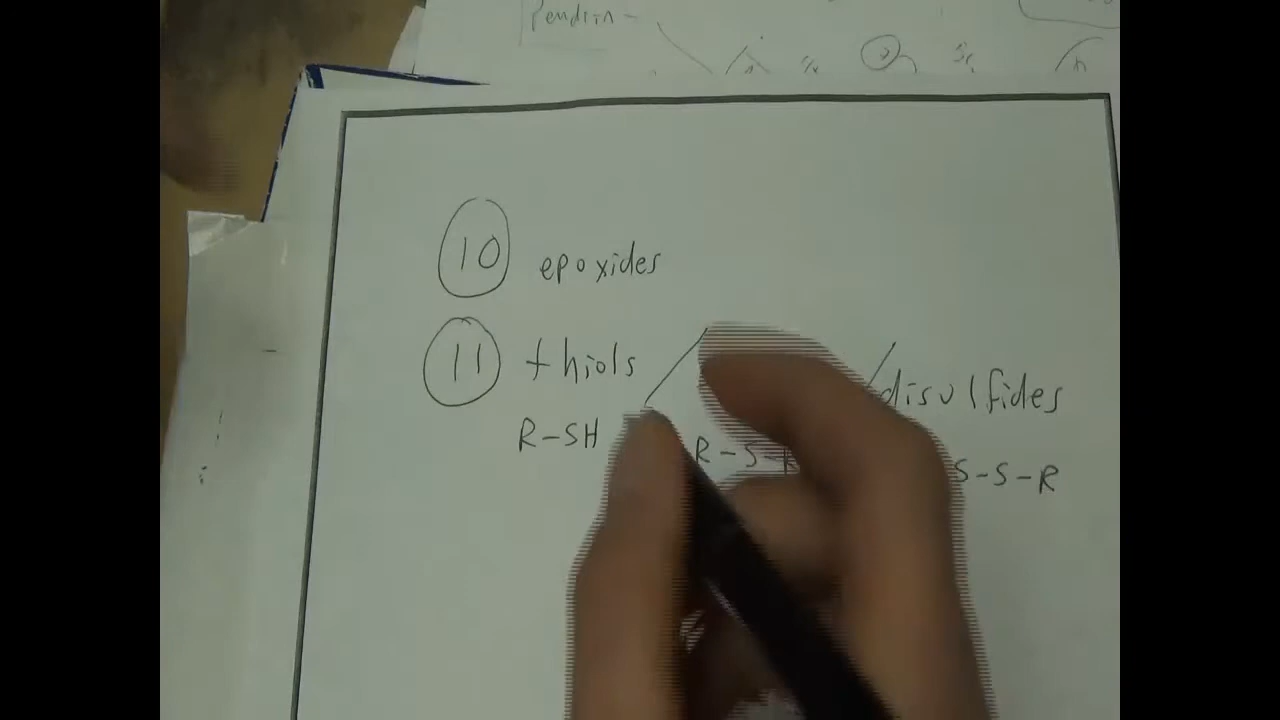 10 epoxides
11 thiols / / disulfides
R-SH R-S- S-S-R